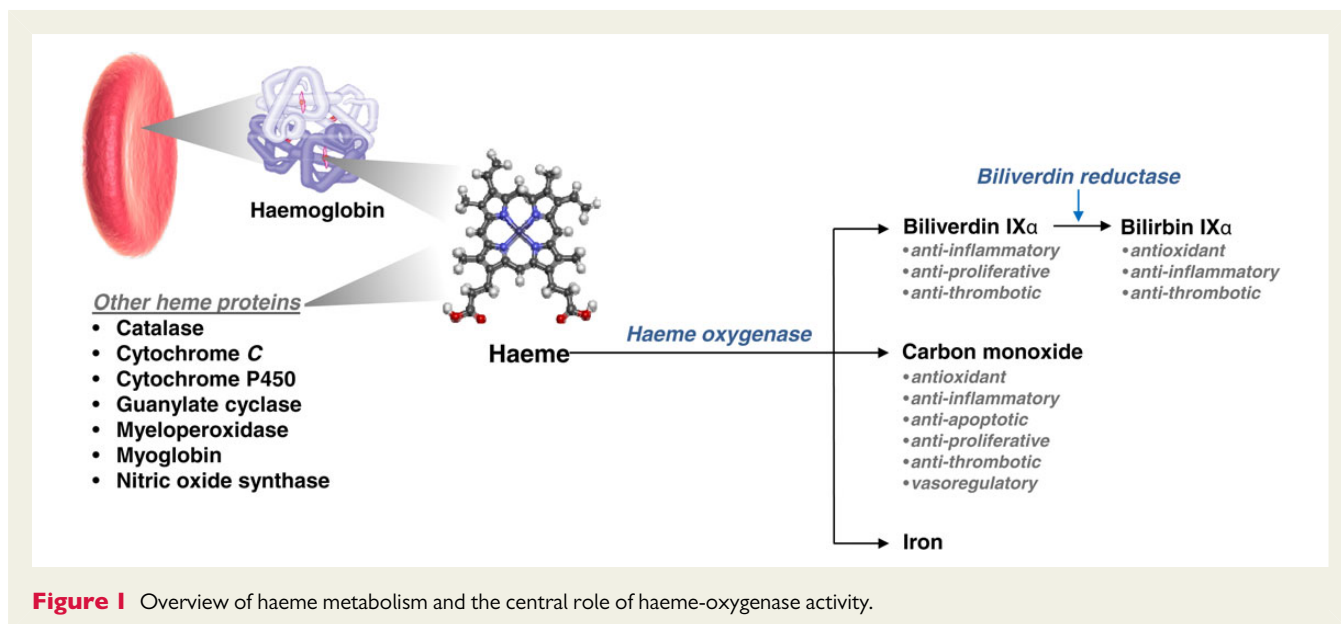 Haemoglobin
Other heme proteins
• Catalase
• Cytochrome C
• Cytochrome P450
• Guanylate cyclase
• Myeloperoxidase
• Myoglobin
• Nitric oxide synthase
Haeme
Haeme oxygenase
Biliverdin reductase
Biliverdin IXα
•anti-inflammatory
•anti-proliferative
•anti-thrombotic
Bilirbin IXα
•antioxidant
•anti-inflammatory
•anti-thrombotic
Carbon monoxide
•antioxidant
•anti-inflammatory
•anti-apoptotic
•anti-proliferative
•anti-thrombotic
•vasoregulatory
Iron
Figure 1 Overview of haeme metabolism and the central role of haeme-oxygenase activity.